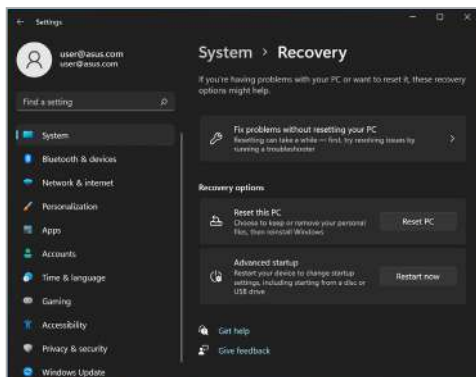 Settings
user@asus.com
user@asus.com
Find a setting
System
Bluetooth & devices
Network & internet
Personalization
Apps
Accounts
Time & language
Gaming
Accessibility
Privacy & security
Windows Update
System > Recovery
If you're having problems with your PC or want to reset it, these recovery
options might help.
Fix problems without resetting your PC
Resetting can take a while — first, try resolving issues by
running a troubleshooter
Recovery options
Reset this PC
Choose to keep or remove your personal
files, then reinstall Windows
Reset PC
Advanced startup
Restart your device to change startup
settings, including starting from a disc or
USB drive
Restart now
Get help
Give feedback